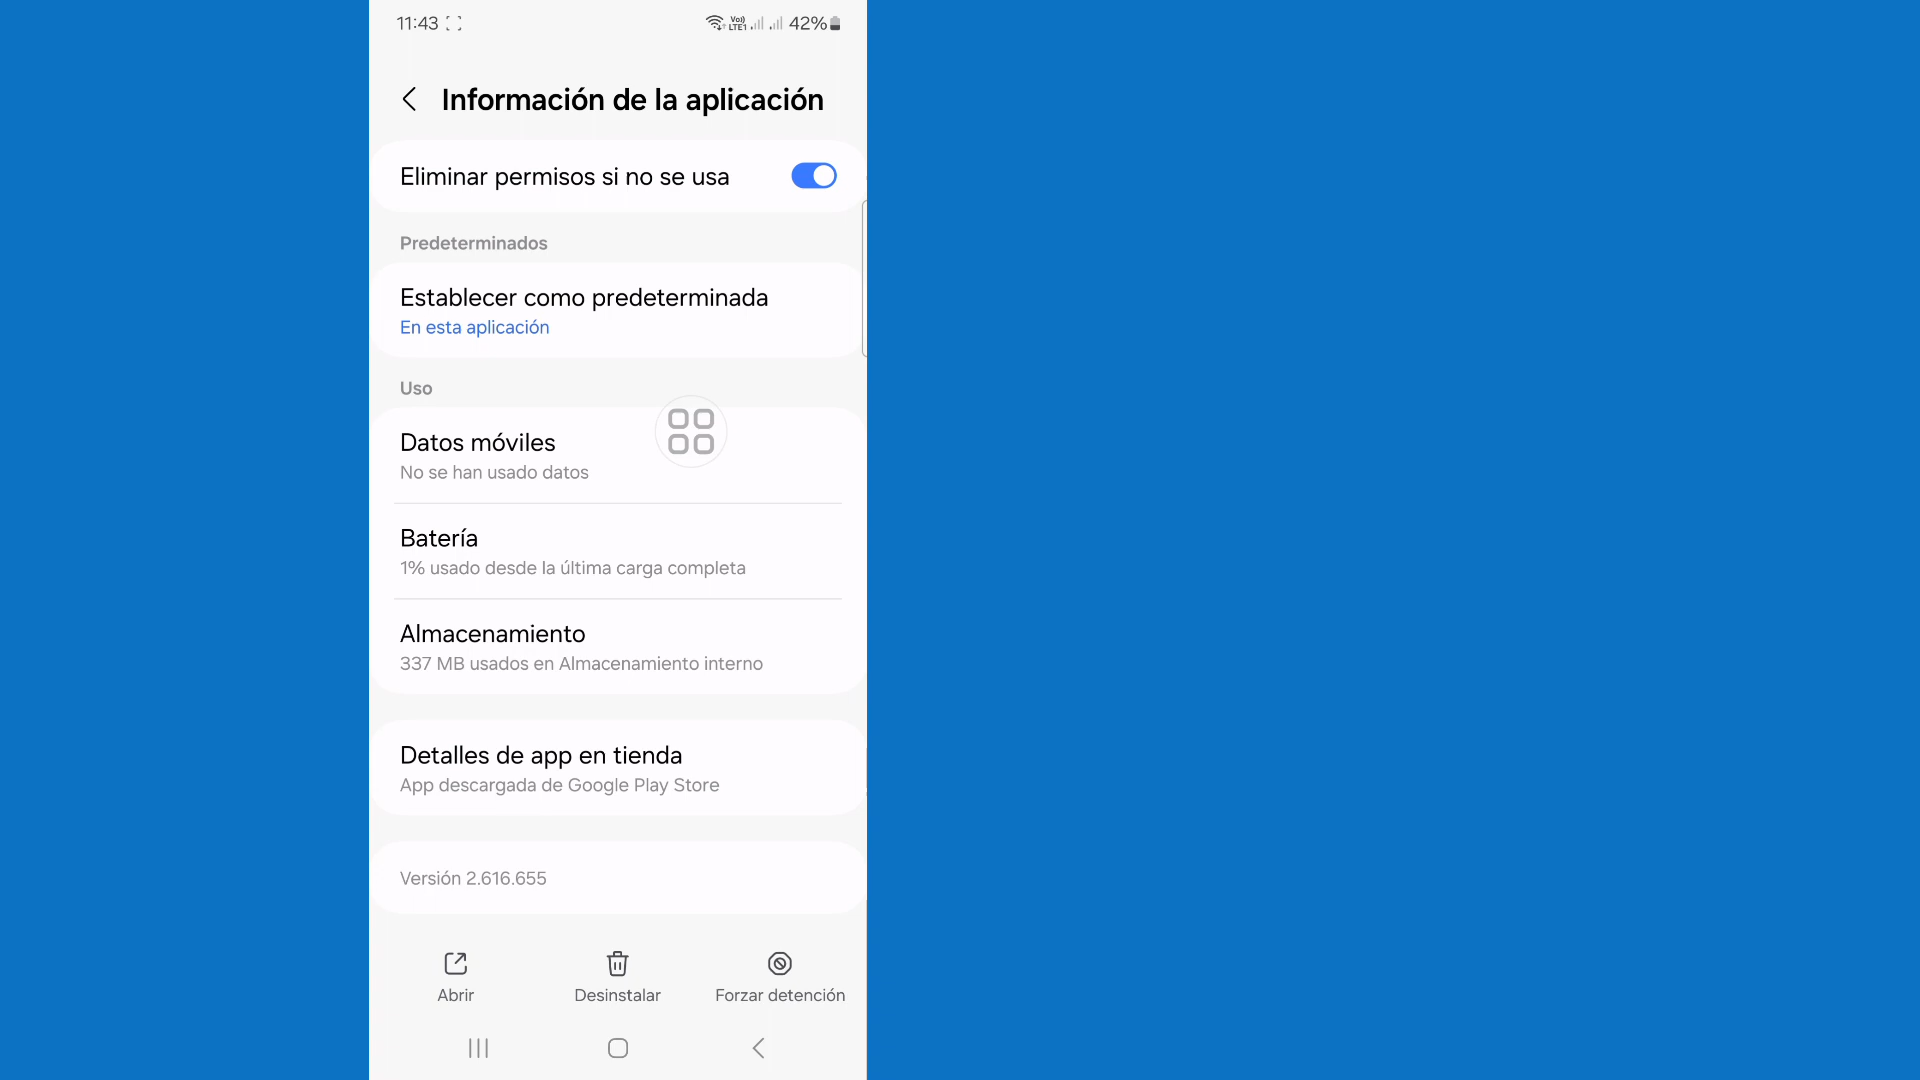 11:43
Vo)) LTE1 42%
Información de la aplicación
Eliminar permisos si no se usa
Predeterminados
Establecer como predeterminada
En esta aplicación
Uso
Datos móviles
No se han usado datos
Batería
1% usado desde la última carga completa
Almacenamiento
337 MB usados en Almacenamiento interno
Detalles de app en tienda
App descargada de Google Play Store
Versión 2.616.655
Abrir
Desinstalar
Forzar detención